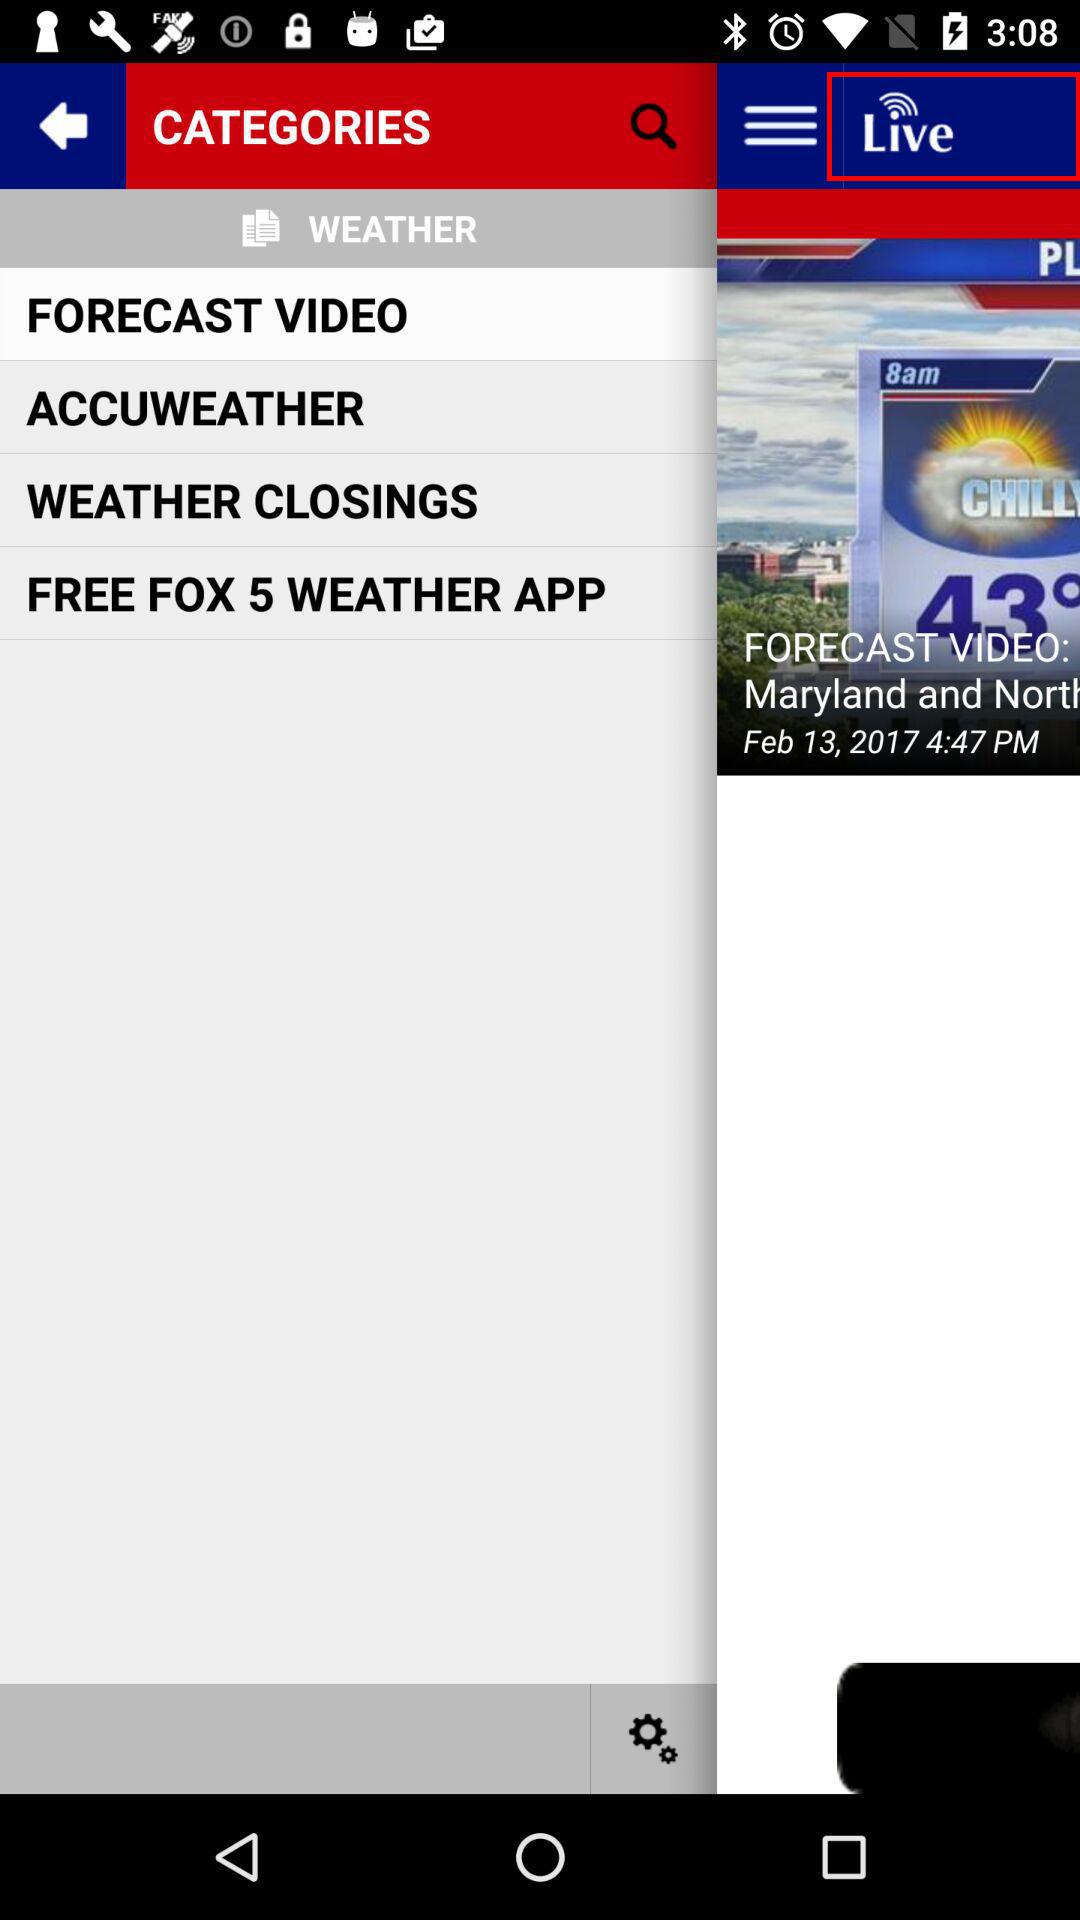 FAK
3:08
CATEGORIES
Live
WEATHER
FORECAST VIDEO
ACCUWEATHER
WEATHER CLOSINGS
FREE FOX 5 WEATHER APP
PL
8am
CHILLY
43°
FORECAST VIDEO:
Maryland and North
Feb 13, 2017 4:47 PM